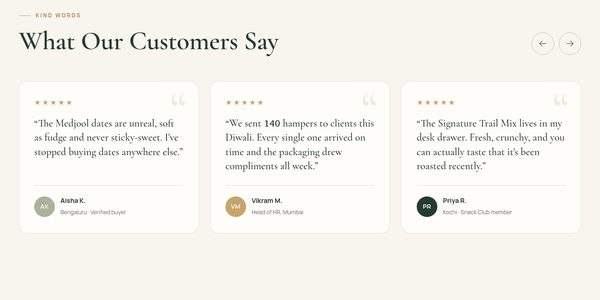 KIND WORDS
What Our Customers Say
★★★★★
“The Medjool dates are unreal, soft
as fudge and never sticky-sweet. I've
stopped buying dates anywhere else.”
AK
Aisha K.
Bengaluru · Verified buyer
★★★★★
“We sent 140 hampers to clients this
Diwali. Every single one arrived on
time and the packaging drew
compliments all week.”
VM
Vikram M.
Head of HR, Mumbai
★★★★★
“The Signature Trail Mix lives in my
desk drawer. Fresh, crunchy, and you
can actually taste that it's been
roasted recently.”
PR
Priya R.
Kochi · Snack Club member